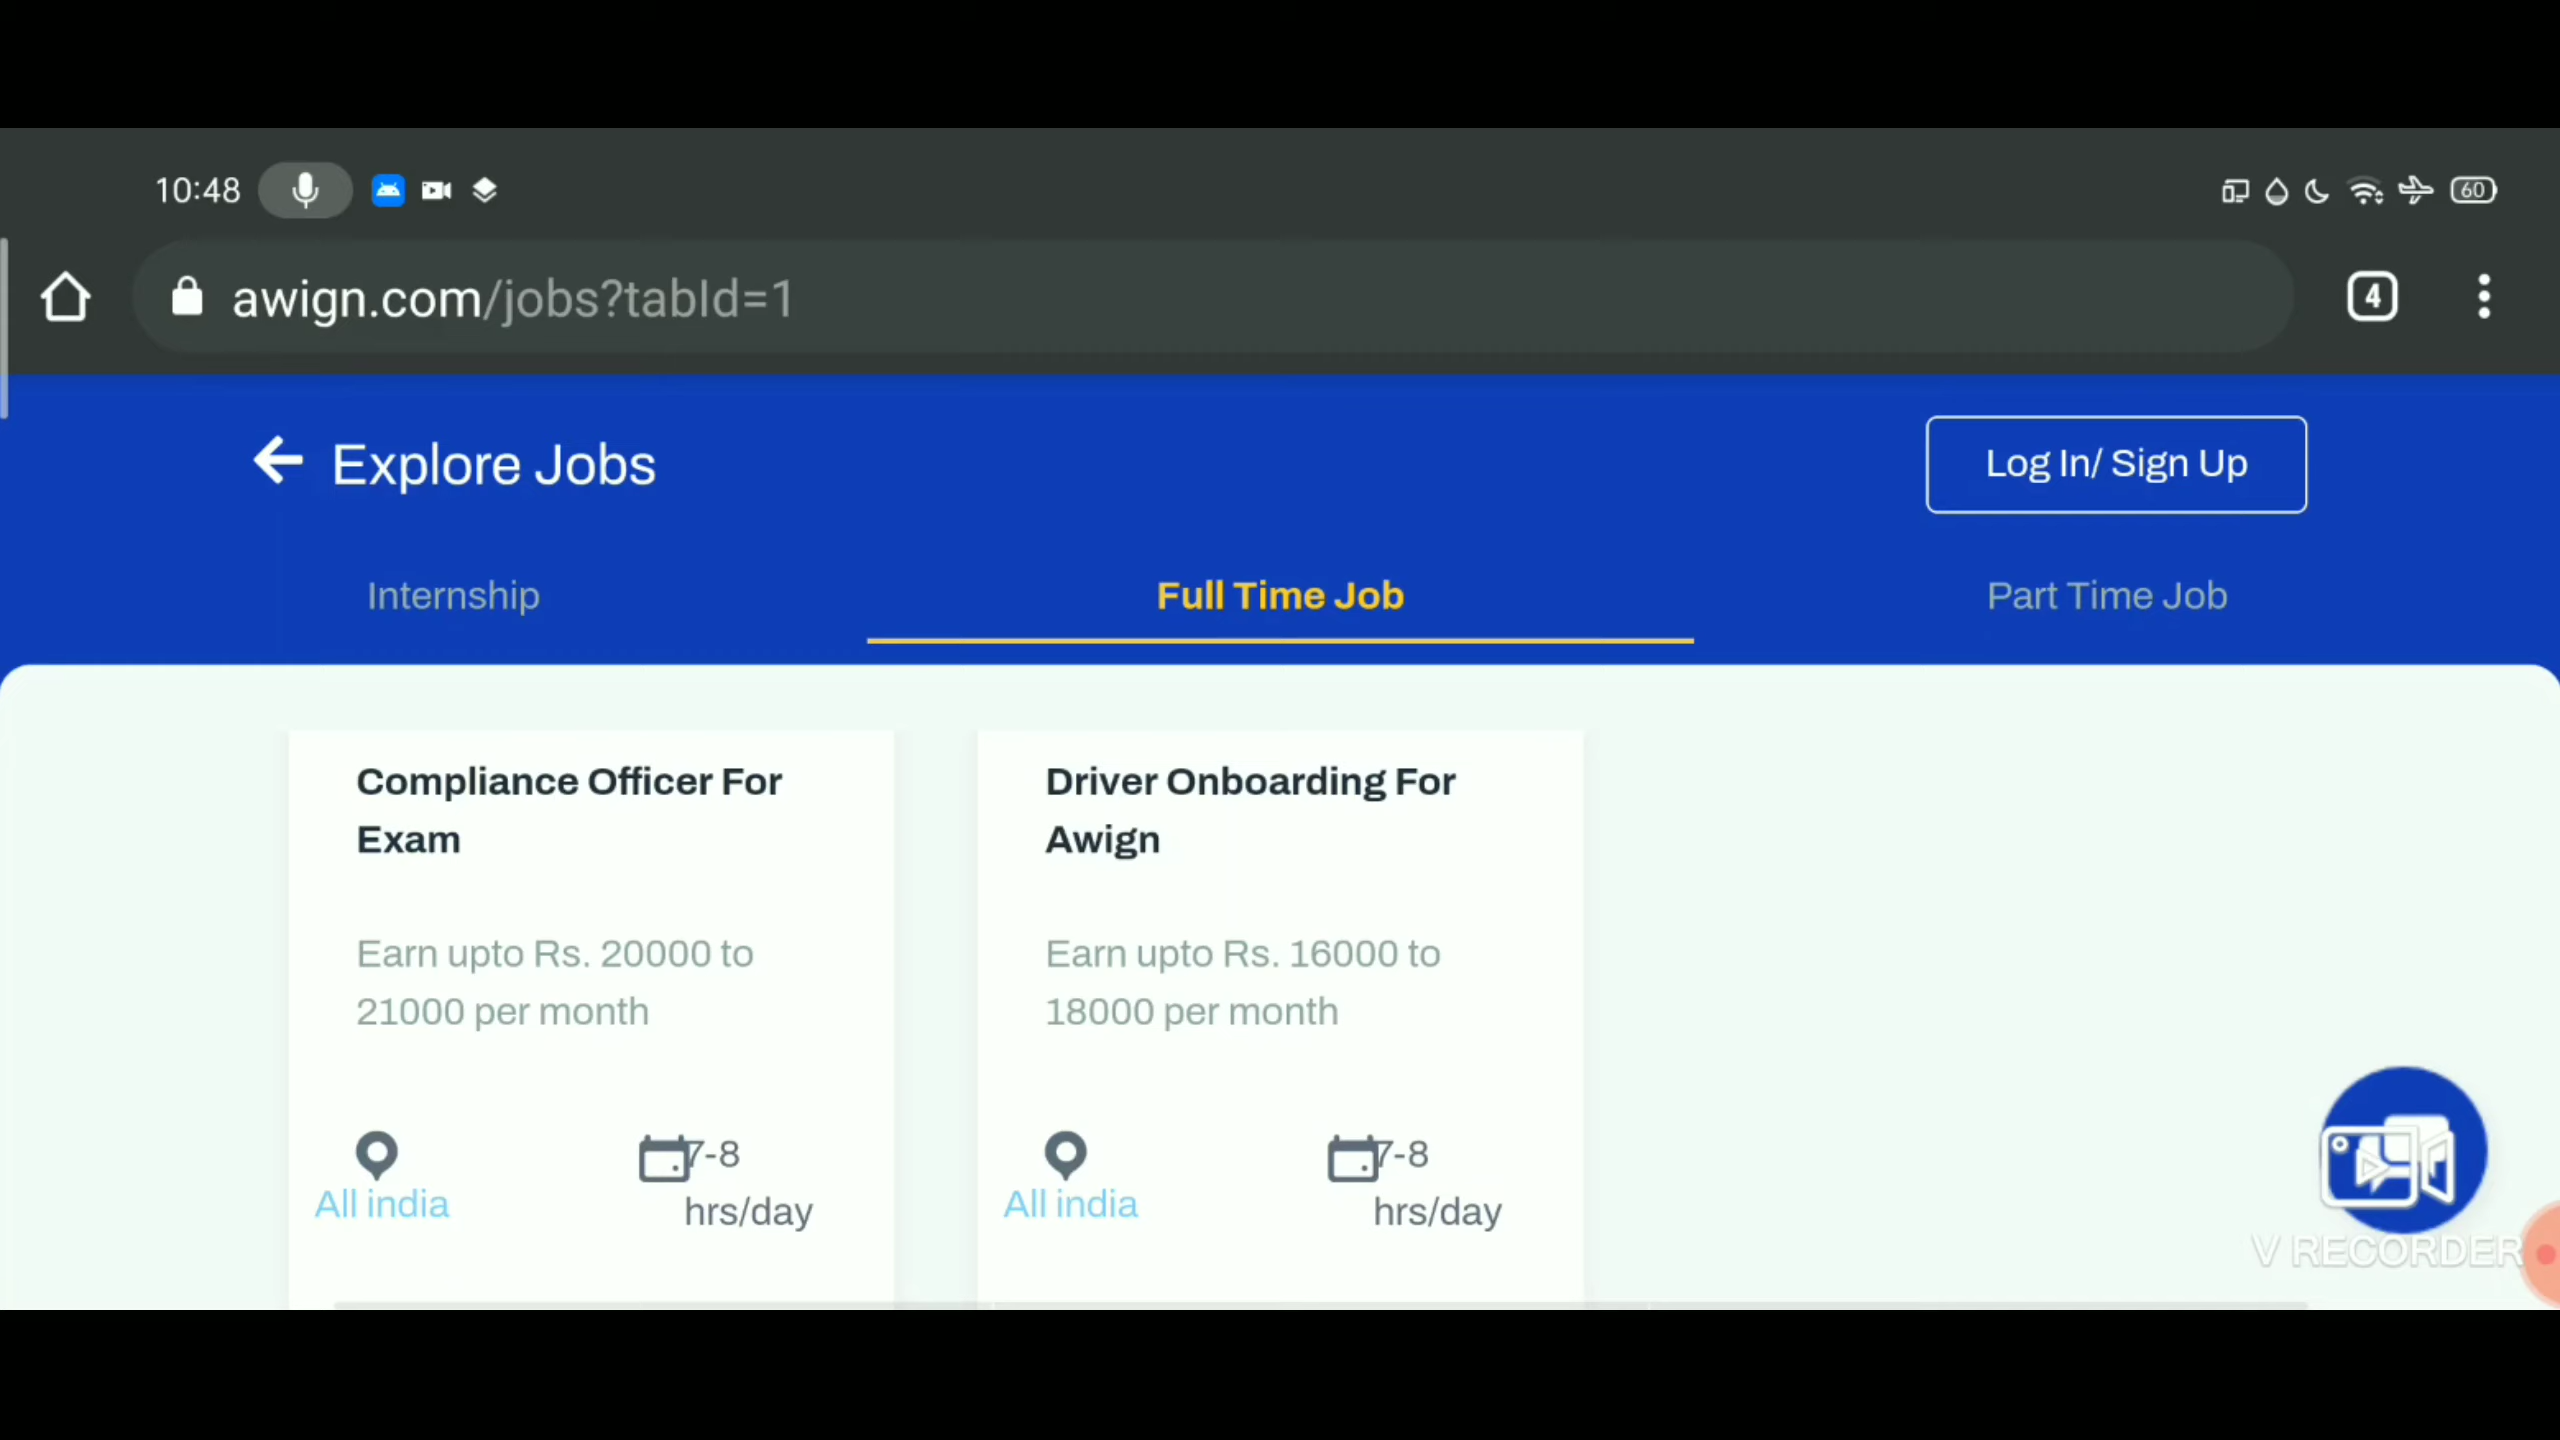 10:48
60
awign.com/jobs?tabId=1
4
Explore Jobs
Log In/ Sign Up
Internship
Full Time Job
Part Time Job
Compliance Officer For
Exam
Earn upto Rs. 20000 to
21000 per month
All india
7-8
hrs/day
Driver Onboarding For
Awign
Earn upto Rs. 16000 to
18000 per month
All india
7-8
hrs/day
V RECORDER